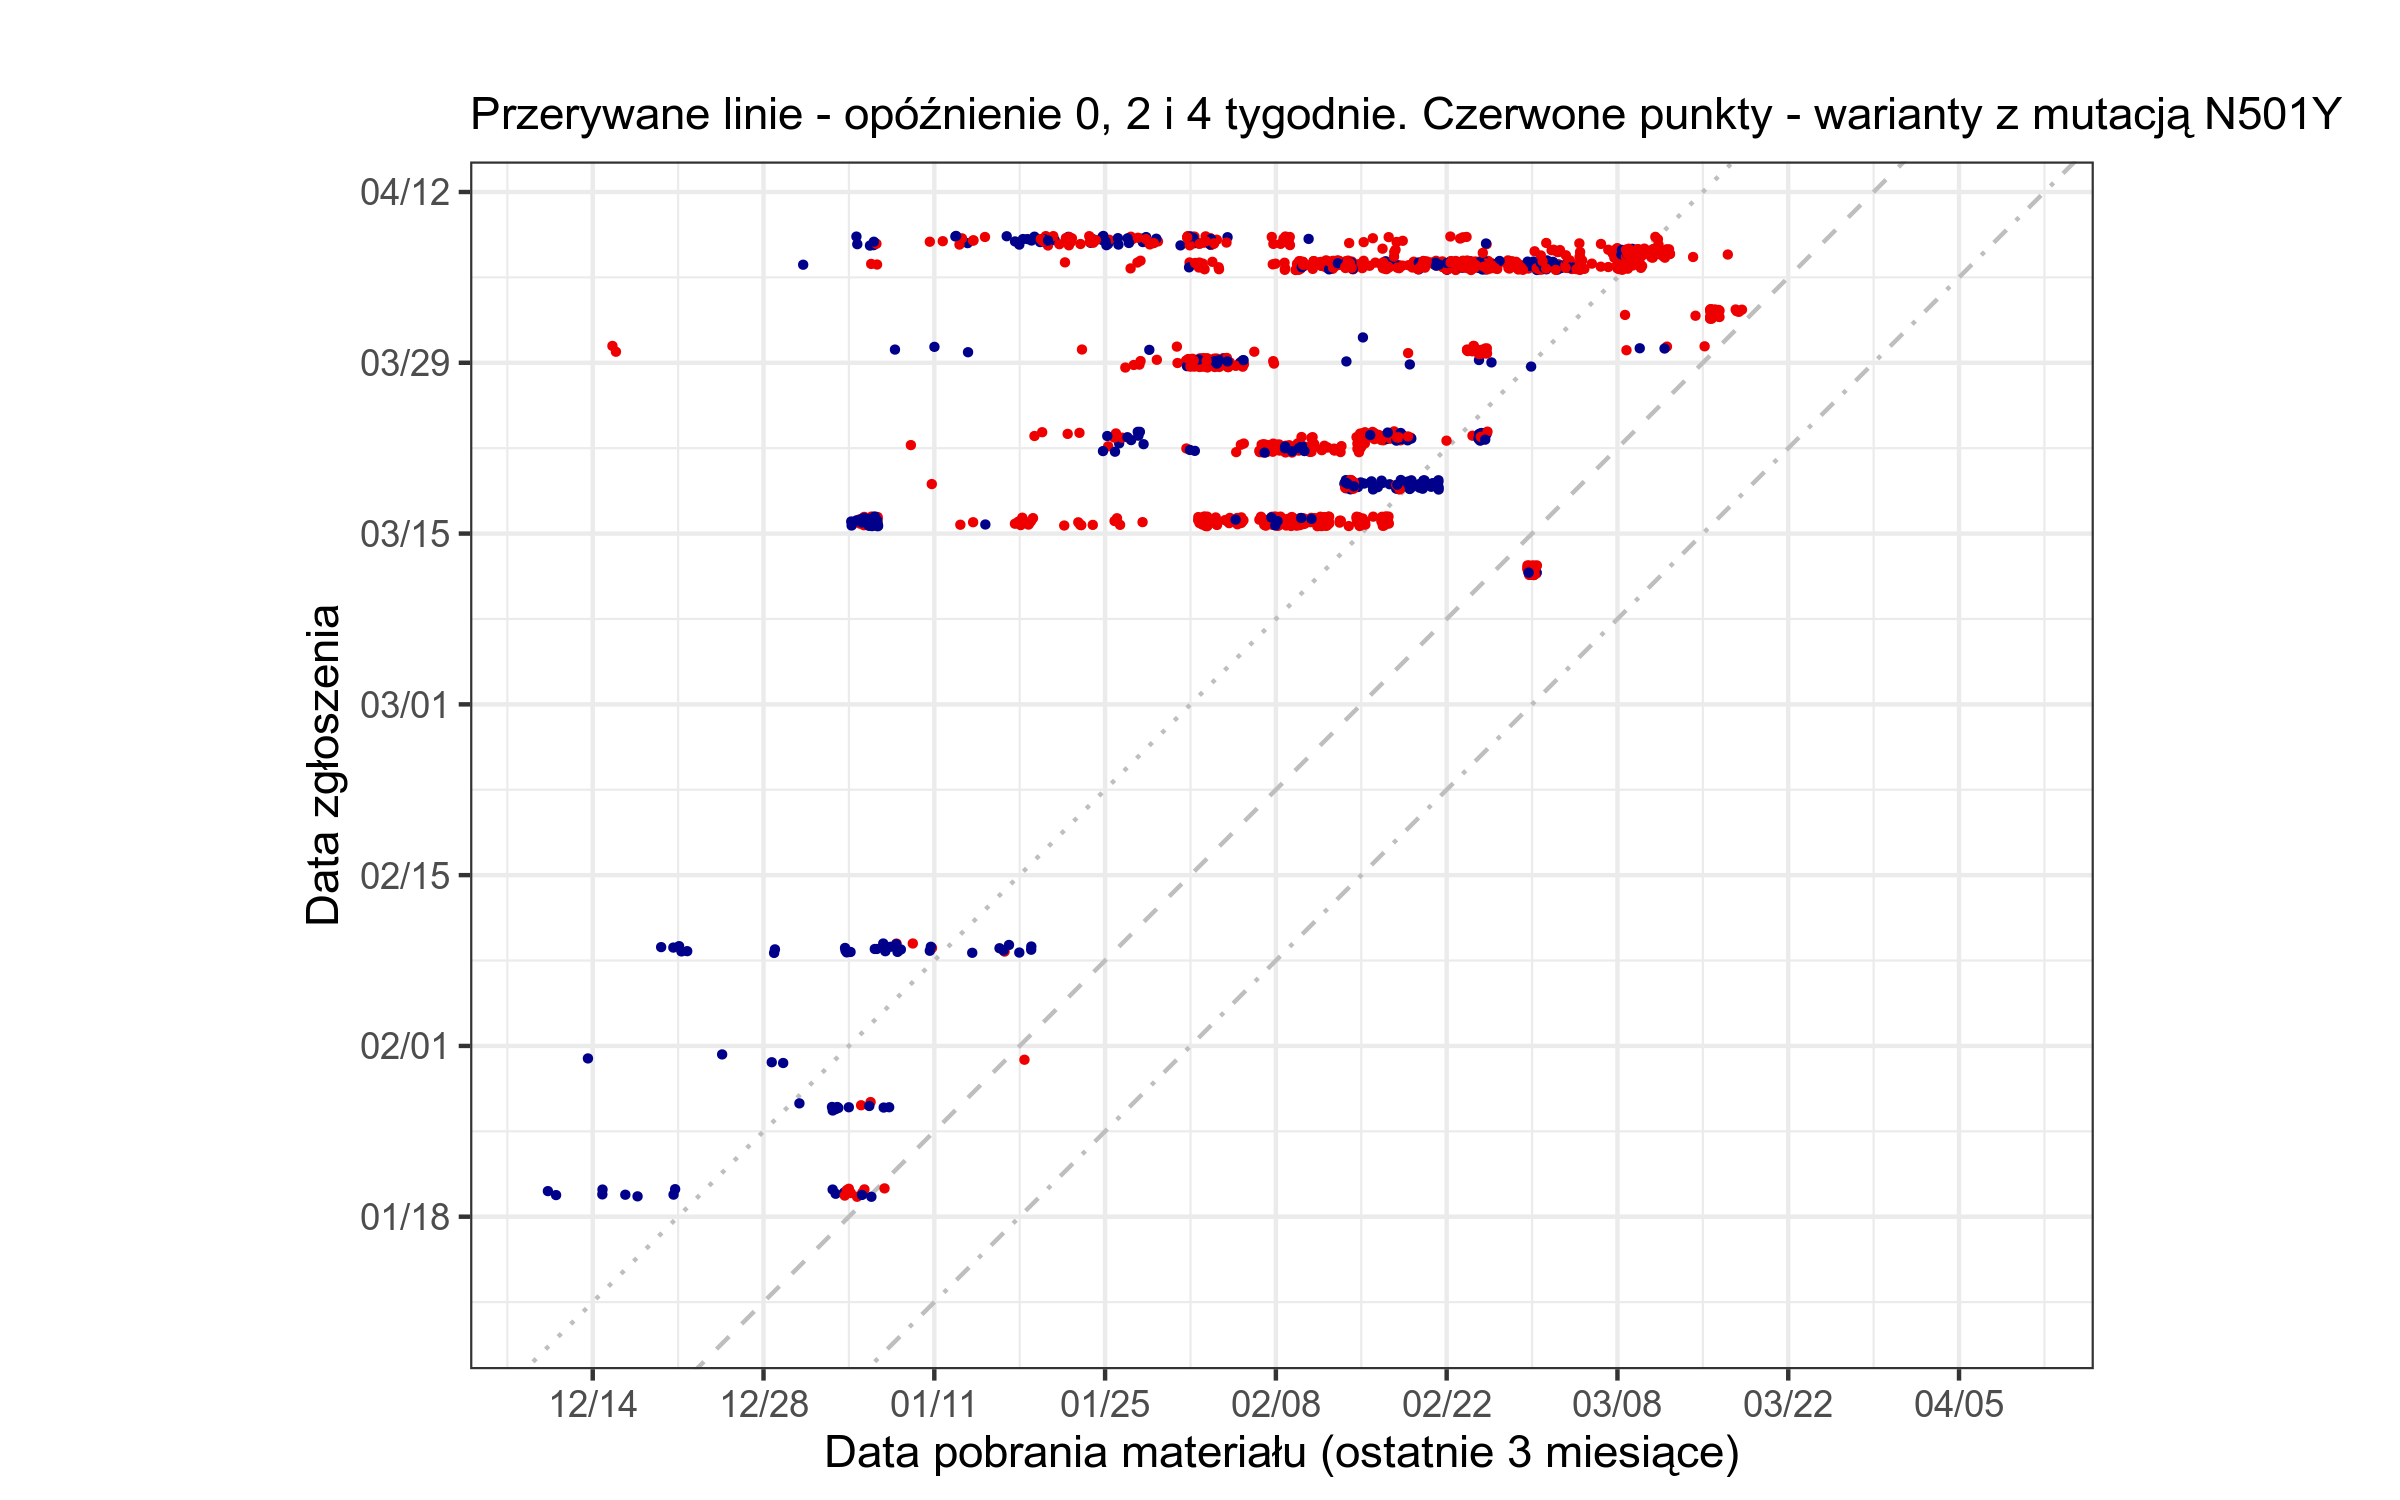 Przerywane linie - opóźnienie 0, 2 i 4 tygodnie. Czerwone punkty - warianty z mutacją N501Y
Data zgłoszenia
04/12
03/29
03/15
03/01
02/15
02/01
01/18
12/14 12/28 01/11 01/25 02/08 02/22 03/08 03/22 04/05
Data pobrania materiału (ostatnie 3 miesiące)